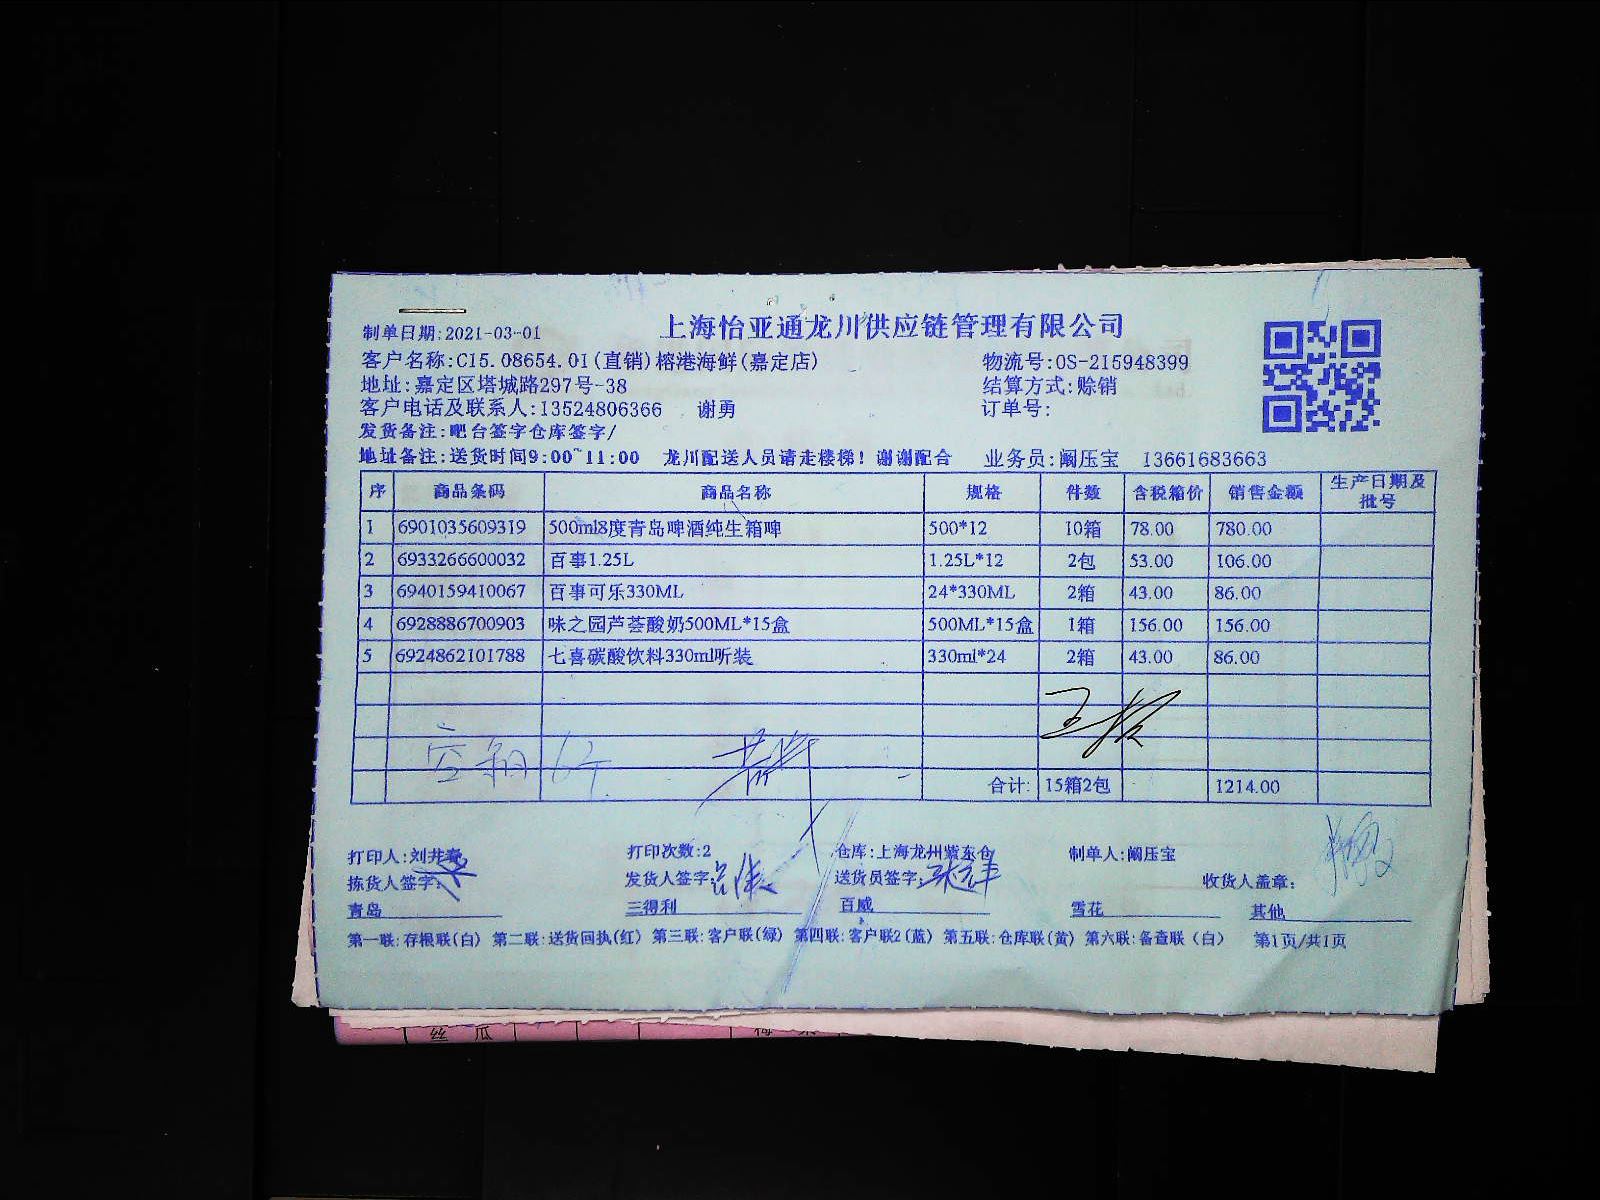 上海怡亚通龙川供应链管理有限公司
制单日期:2021-03-01
客户名称:C15.08654.01(直销)榕港海鲜(嘉定店) 物流号:OS-215948399
地址:嘉定区塔城路297号-38 结算方式:赊销
客户电话及联系人:13524806366 谢勇 订单号:
发货备注:吧台签字仓库签字/
地址备注:送货时间9:00~11:00 龙川配送人员请走楼梯!谢谢配合 业务员:阚压宝 13661683663
序 商品条码 商品名称 规格 件数 含税箱价 销售金额 生产日期及批号
1 6901035609319 500ml8度青岛啤酒纯生箱啤 500*12 10箱 78.00 780.00
2 6933266600032 百事1.25L 1.25L*12 2包 53.00 106.00
3 6940159410067 百事可乐330ML 24*330ML 2箱 43.00 86.00
4 6928886700903 味之园芦荟酸奶500ML*15盒 500ML*15盒 1箱 156.00 156.00
5 6924862101788 七喜碳酸饮料330ml听装 330ml*24 2箱 43.00 86.00
合计: 15箱2包 1214.00
打印人:刘井春 打印次数:2 仓库:上海龙州紫东仓 制单人:阚压宝
拣货人签字: 发货人签字: 送货员签字: 收货人盖章:
青岛 三得利 百威 雪花 其他
第一联:存根联(白) 第二联:送货回执(红) 第三联:客户联(绿) 第四联:客户联2(蓝) 第五联:仓库联(黄) 第六联:备查联(白) 第1页/共1页
丝瓜